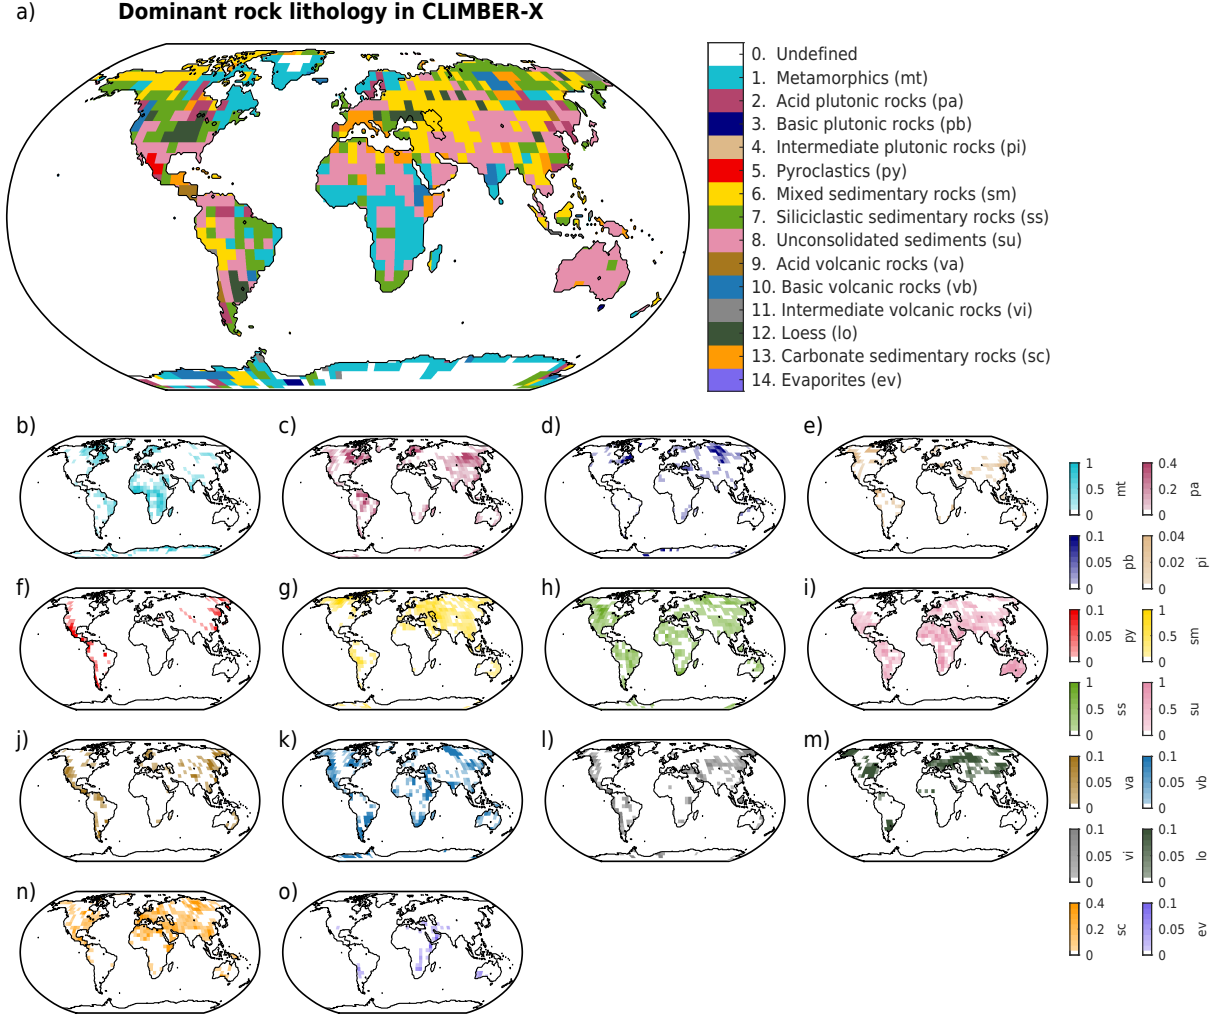 a)
Dominant rock lithology in CLIMBER-X
0. Undefined
1. Metamorphics (mt)
2. Acid plutonic rocks (pa)
3. Basic plutonic rocks (pb)
4. Intermediate plutonic rocks (pi)
5. Pyroclastics (py)
6. Mixed sedimentary rocks (sm)
7. Siliciclastic sedimentary rocks (ss)
8. Unconsolidated sediments (su)
9. Acid volcanic rocks (va)
10. Basic volcanic rocks (vb)
11. Intermediate volcanic rocks (vi)
12. Loess (lo)
13. Carbonate sedimentary rocks (sc)
14. Evaporites (ev)
b)
c)
d)
e)
1
0.5
0
mt
0.4
0.2
0
pa
0.1
0.05
0
pb
0.04
0.02
0
pi
f)
g)
h)
i)
0.1
0.05
0
py
1
0.5
0
sm
1
0.5
0
ss
1
0.5
0
su
j)
k)
l)
m)
0.1
0.05
0
va
0.1
0.05
0
vb
0.1
0.05
0
vi
0.1
0.05
0
lo
n)
o)
0.4
0.2
0
sc
0.1
0.05
0
ev